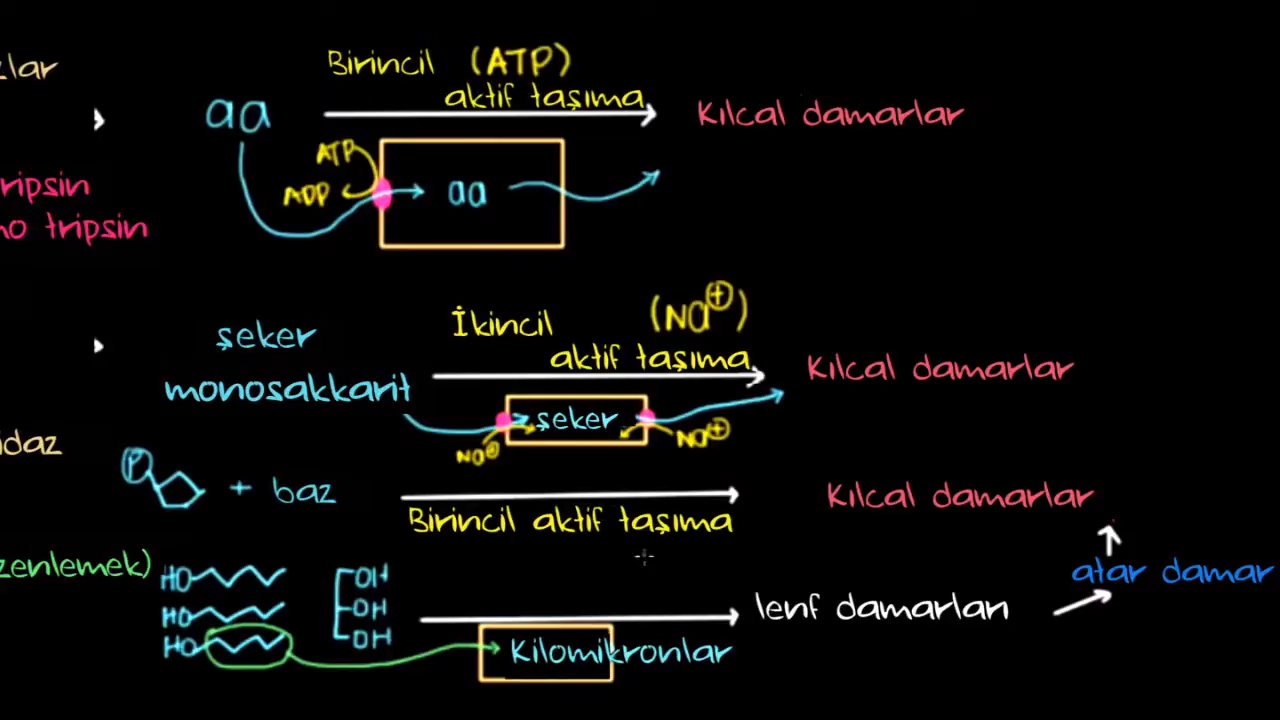 zlar
Birincil (ATP)
aktif taşıma
aa
Kılcal damarlar
ATP
ADP
aa
ripsin
mo tripsin
İkincil (Na⊕)
şeker
aktif taşıma
monosakkarit
Kılcal damarlar
şeker
Na⊕
Na⊕
idaz
P
+ baz
Kılcal damarlar
Birincil aktif taşıma
zenlemek)
HO
OH
atar damar
HO
OH
lenf damarları
HO
OH
Kilomikronlar